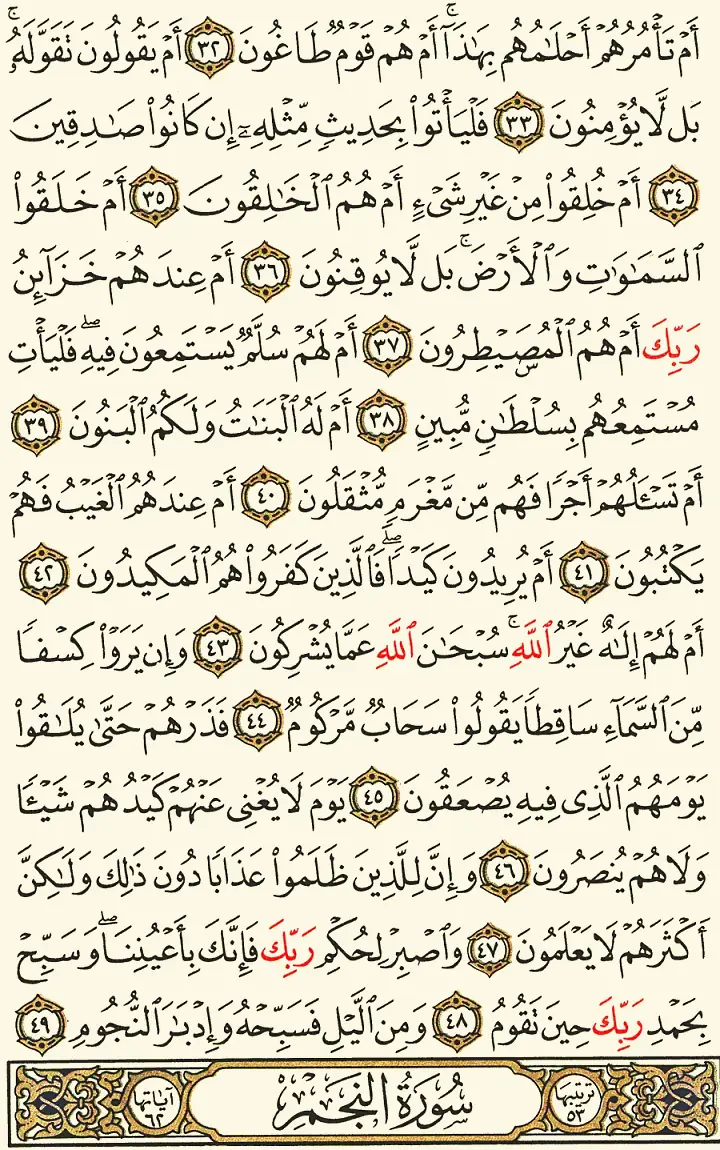 أَمْ تَأْمُرُهُمْ أَحْلَٰمُهُم بِهَٰذَآ ۚ أَمْ هُمْ قَوْمٌ طَاغُونَ ٣٢ أَمْ يَقُولُونَ تَقَوَّلَهُۥ ۚ
بَل لَّا يُؤْمِنُونَ ٣٣ فَلْيَأْتُوا۟ بِحَدِيثٍ مِّثْلِهِۦٓ إِن كَانُوا۟ صَٰدِقِينَ
٣٤ أَمْ خُلِقُوا۟ مِنْ غَيْرِ شَىْءٍ أَمْ هُمُ ٱلْخَٰلِقُونَ ٣٥ أَمْ خَلَقُوا۟
ٱلسَّمَٰوَٰتِ وَٱلْأَرْضَ ۚ بَل لَّا يُوقِنُونَ ٣٦ أَمْ عِندَهُمْ خَزَآئِنُ
رَبِّكَ أَمْ هُمُ ٱلْمُصَۣيْطِرُونَ ٣٧ أَمْ لَهُمْ سُلَّمٌ يَسْتَمِعُونَ فِيهِ ۖ فَلْيَأْتِ
مُسْتَمِعُهُم بِسُلْطَٰنٍ مُّبِينٍ ٣٨ أَمْ لَهُ ٱلْبَنَٰتُ وَلَكُمُ ٱلْبَنُونَ ٣٩
أَمْ تَسْـَٔلُهُمْ أَجْرًا فَهُم مِّن مَّغْرَمٍ مُّثْقَلُونَ ٤٠ أَمْ عِندَهُمُ ٱلْغَيْبُ فَهُمْ
يَكْتُبُونَ ٤١ أَمْ يُرِيدُونَ كَيْدًا ۖ فَٱلَّذِينَ كَفَرُوا۟ هُمُ ٱلْمَكِيدُونَ ٤٢
أَمْ لَهُمْ إِلَٰهٌ غَيْرُ ٱللَّهِ ۚ سُبْحَٰنَ ٱللَّهِ عَمَّا يُشْرِكُونَ ٤٣ وَإِن يَرَوْا۟ كِسْفًا
مِّنَ ٱلسَّمَآءِ سَاقِطًا يَقُولُوا۟ سَحَابٌ مَّرْكُومٌ ٤٤ فَذَرْهُمْ حَتَّىٰ يُلَٰقُوا۟
يَوْمَهُمُ ٱلَّذِى فِيهِ يُصْعَقُونَ ٤٥ يَوْمَ لَا يُغْنِى عَنْهُمْ كَيْدُهُمْ شَيْـًٔا
وَلَا هُمْ يُنصَرُونَ ٤٦ وَإِنَّ لِلَّذِينَ ظَلَمُوا۟ عَذَابًا دُونَ ذَٰلِكَ وَلَٰكِنَّ
أَكْثَرَهُمْ لَا يَعْلَمُونَ ٤٧ وَٱصْبِرْ لِحُكْمِ رَبِّكَ فَإِنَّكَ بِأَعْيُنِنَا ۖ وَسَبِّحْ
بِحَمْدِ رَبِّكَ حِينَ تَقُومُ ٤٨ وَمِنَ ٱلَّيْلِ فَسَبِّحْهُ وَإِدْبَٰرَ ٱلنُّجُومِ ٤٩
ترتيبها ٥٣ سُورَةُ النَّجْمِ آياتها ٦٢